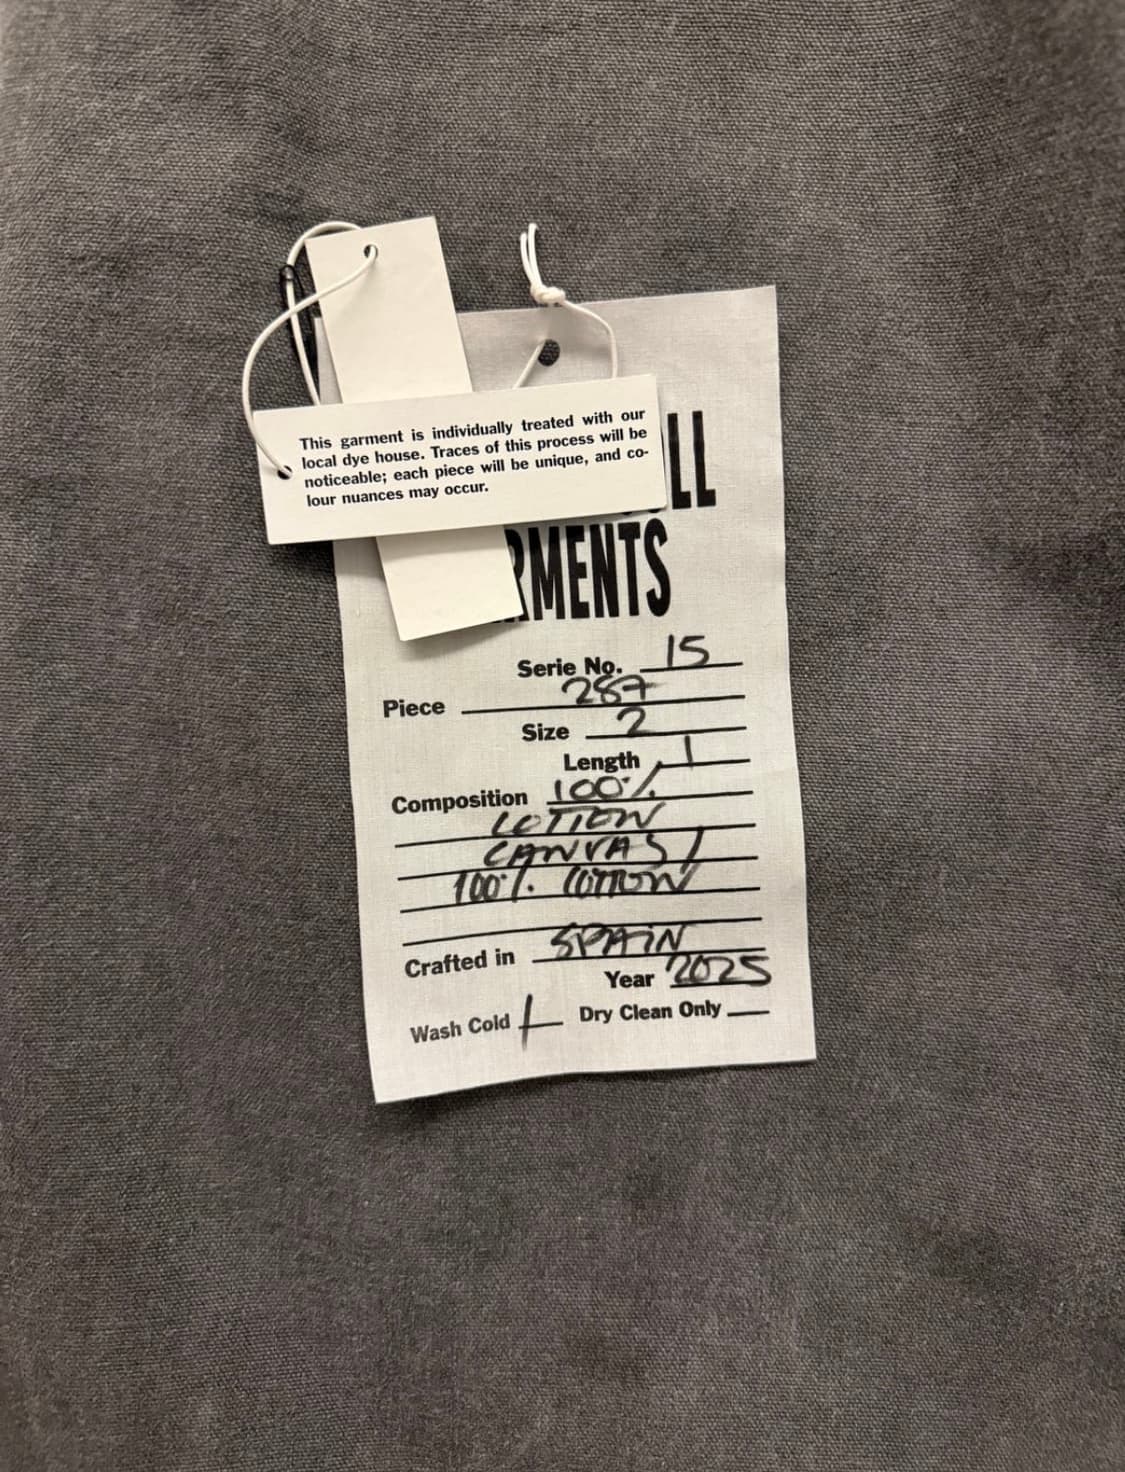 This garment is individually treated with our
local dye house. Traces of this process will be
noticeable; each piece will be unique, and co-
lour nuances may occur.
LL
RMENTS
Serie No. 15
Piece 287
Size 2
Length 1
Composition 100%
COTTON
CANVAS/
100% COTTON
Crafted in SPAIN
Year 2025
Wash Cold / Dry Clean Only